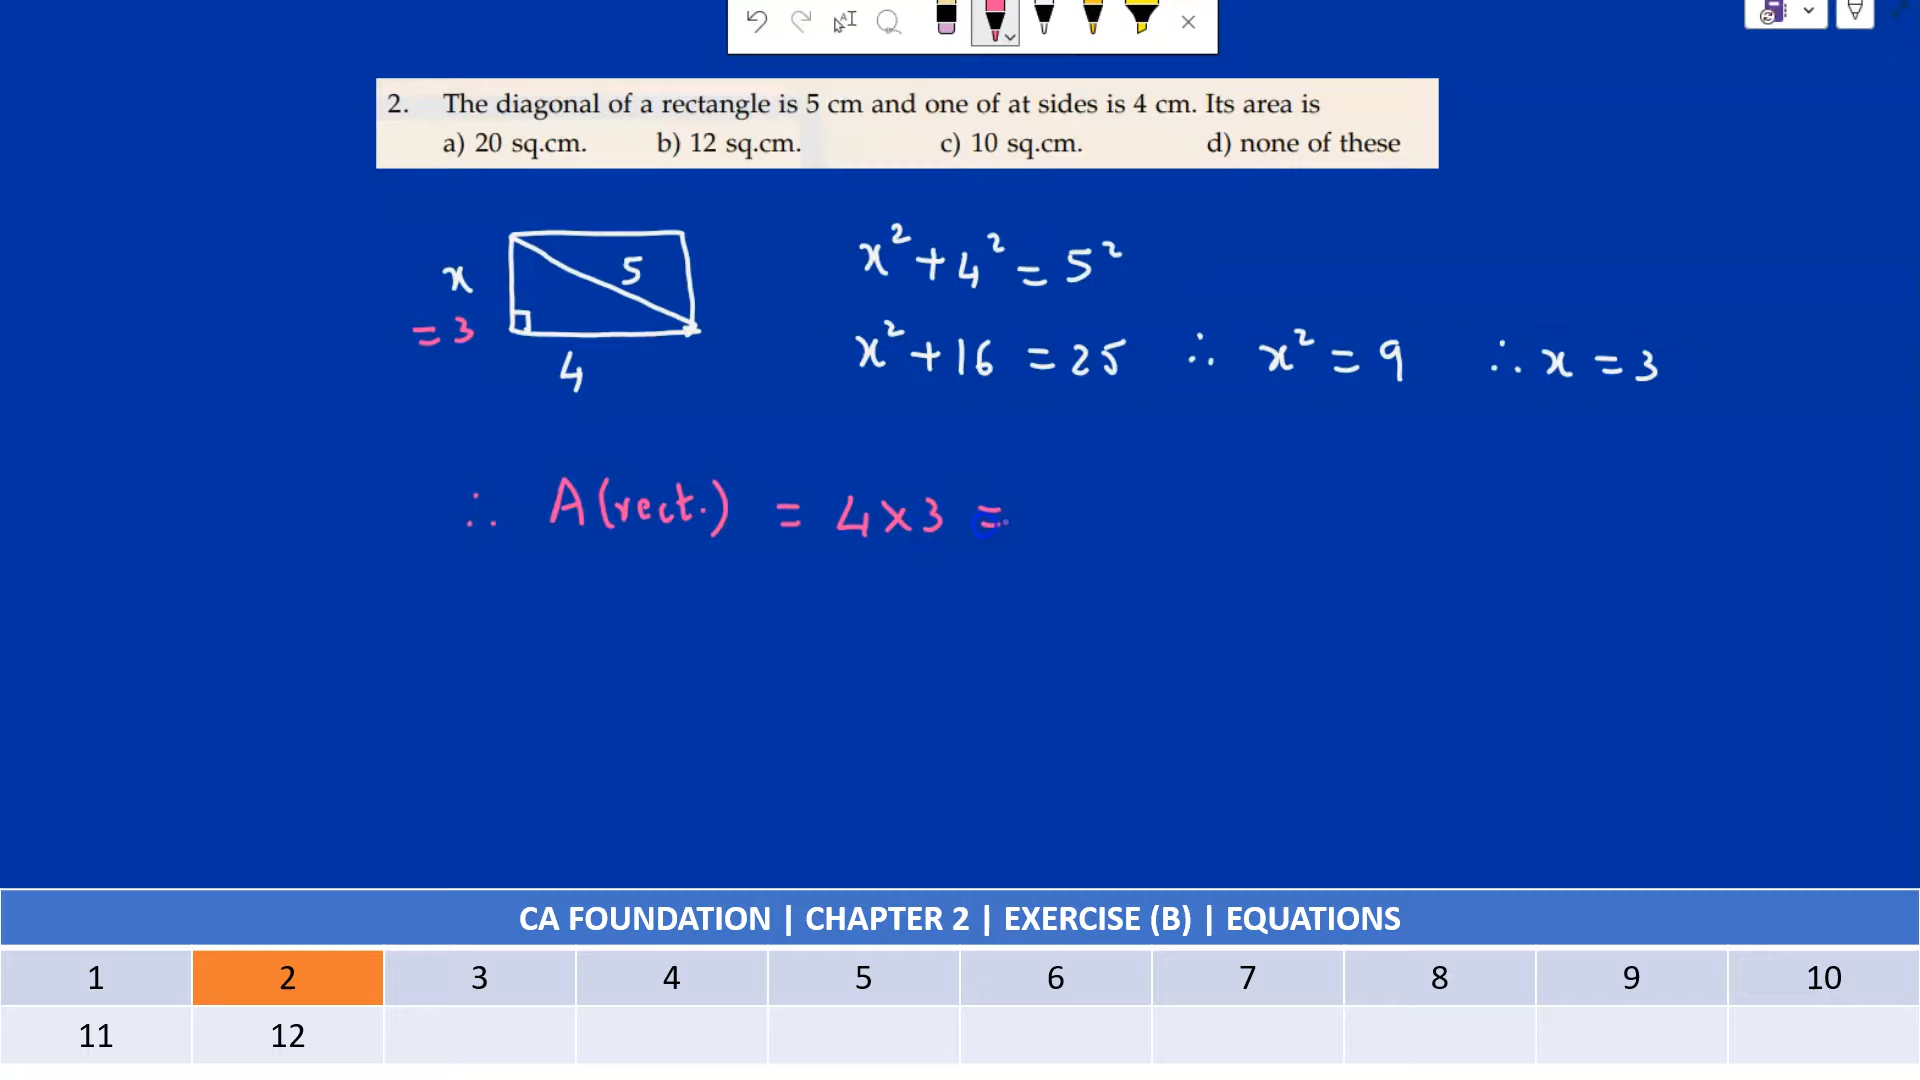 2. The diagonal of a rectangle is 5 cm and one of at sides is 4 cm. Its area is
a) 20 sq.cm. b) 12 sq.cm. c) 10 sq.cm. d) none of these
x
= 3
5
4
x² + 4² = 5²
x² + 16 = 25 ∴ x² = 9 ∴ x = 3
∴ A (rect.) = 4 × 3 =
CA FOUNDATION | CHAPTER 2 | EXERCISE (B) | EQUATIONS
1 2 3 4 5 6 7 8 9 10
11 12